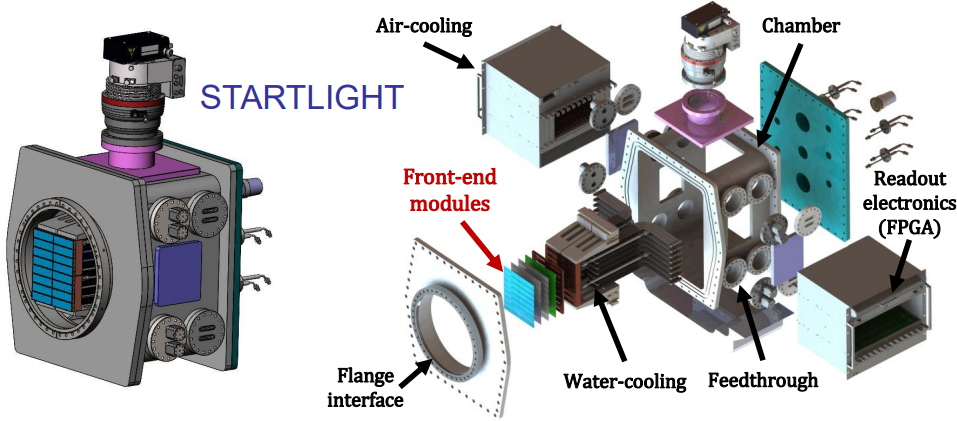 Air-cooling
Chamber
STARTLIGHT
Front-end
modules
Readout
electronics
(FPGA)
Flange
interface
Water-cooling
Feedthrough